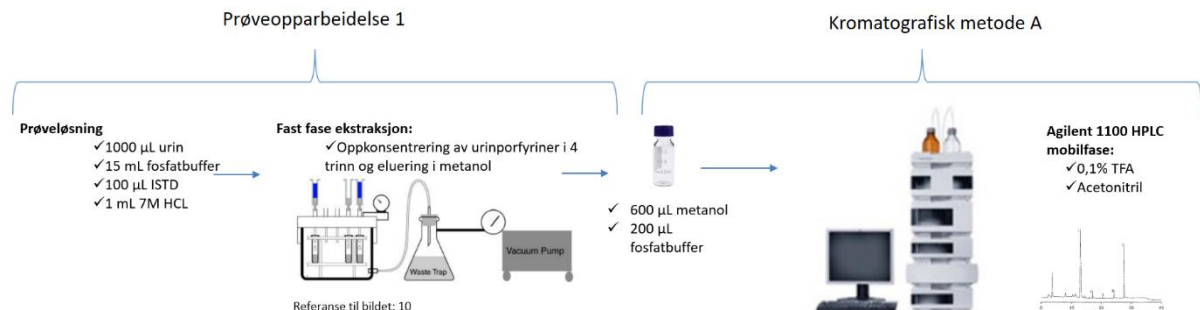 Prøveopparbeidelse 1
Kromatografisk metode A
Prøveløsning
✓1000 µL urin
✓15 mL fosfatbuffer
✓100 µL ISTD
✓1 mL 7M HCL
Fast fase ekstraksjon:
✓Oppkonsentrering av urinporfyriner i 4
trinn og eluering i metanol
Waste Trap
Vacuum Pump
Referanse til bildet: 10
✓ 600 µL metanol
✓ 200 µL
fosfatbuffer
Agilent 1100 HPLC
mobilfase:
✓0,1% TFA
✓Acetonitril